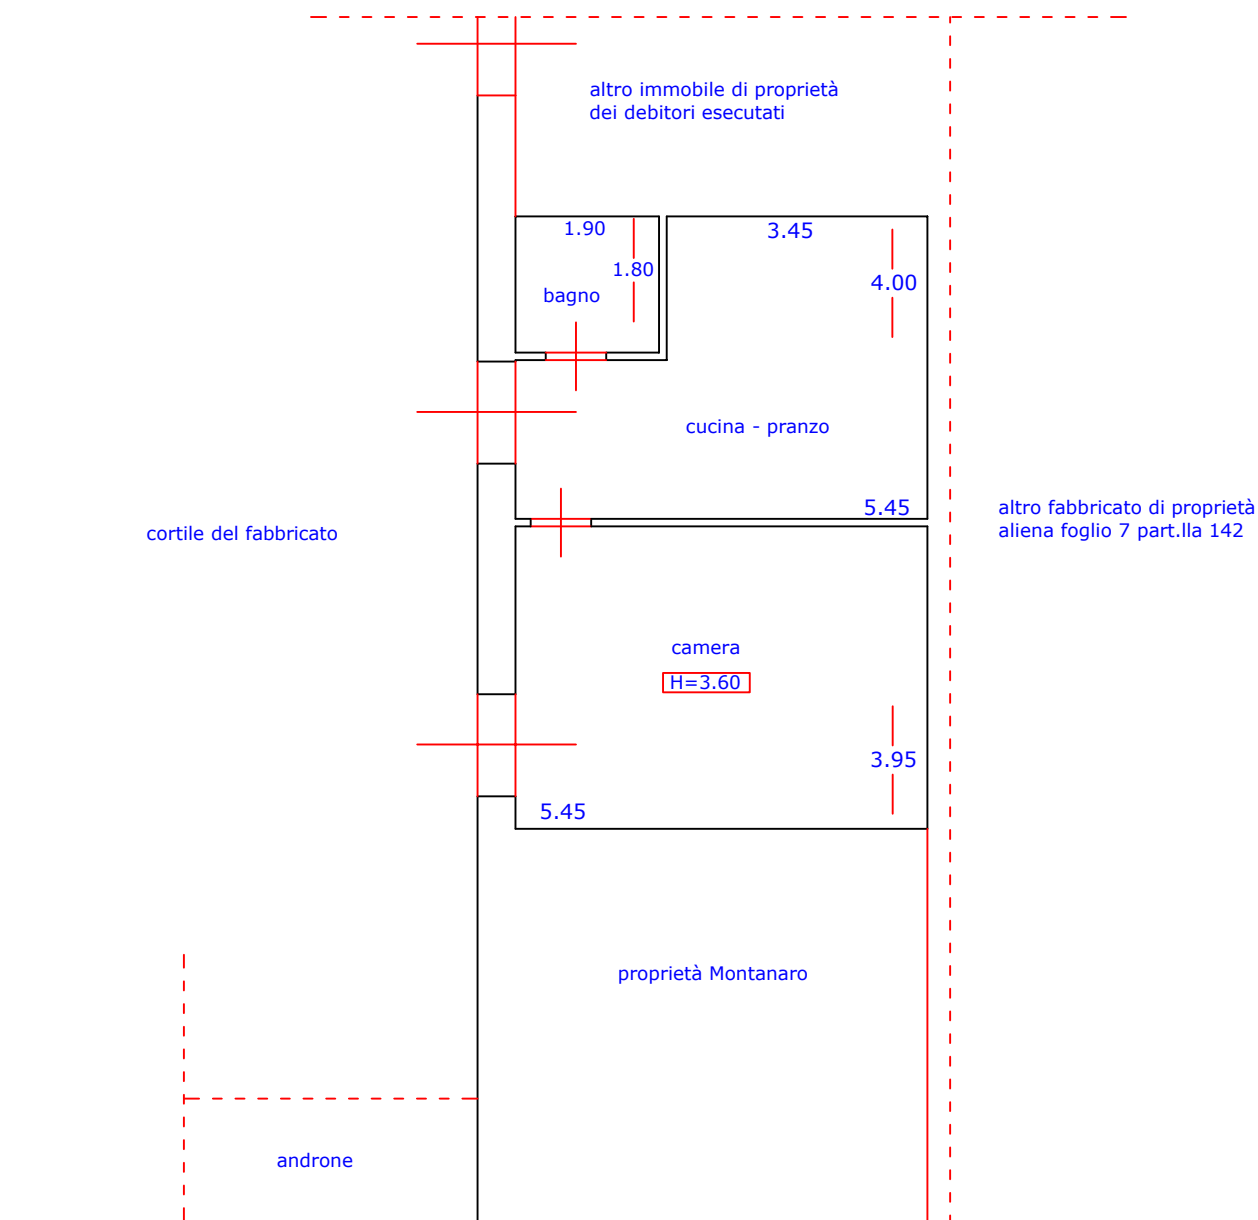 altro immobile di proprietà
dei debitori esecutati
1.90
3.45
1.80
4.00
bagno
cucina - pranzo
5.45
altro fabbricato di proprietà
aliena foglio 7 part.lla 142
cortile del fabbricato
camera
H=3.60
3.95
5.45
proprietà Montanaro
androne